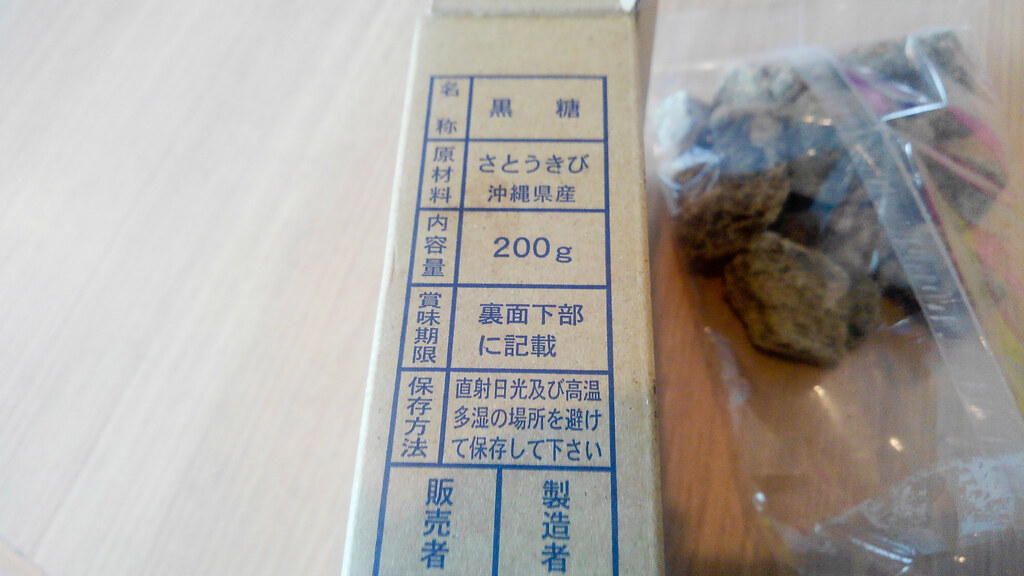 名称 黒糖
原材料 さとうきび
沖縄県産
内容量 200g
賞味期限 裏面下部
に記載
保存方法 直射日光及び高温
多湿の場所を避け
て保存して下さい
販売者 製造者